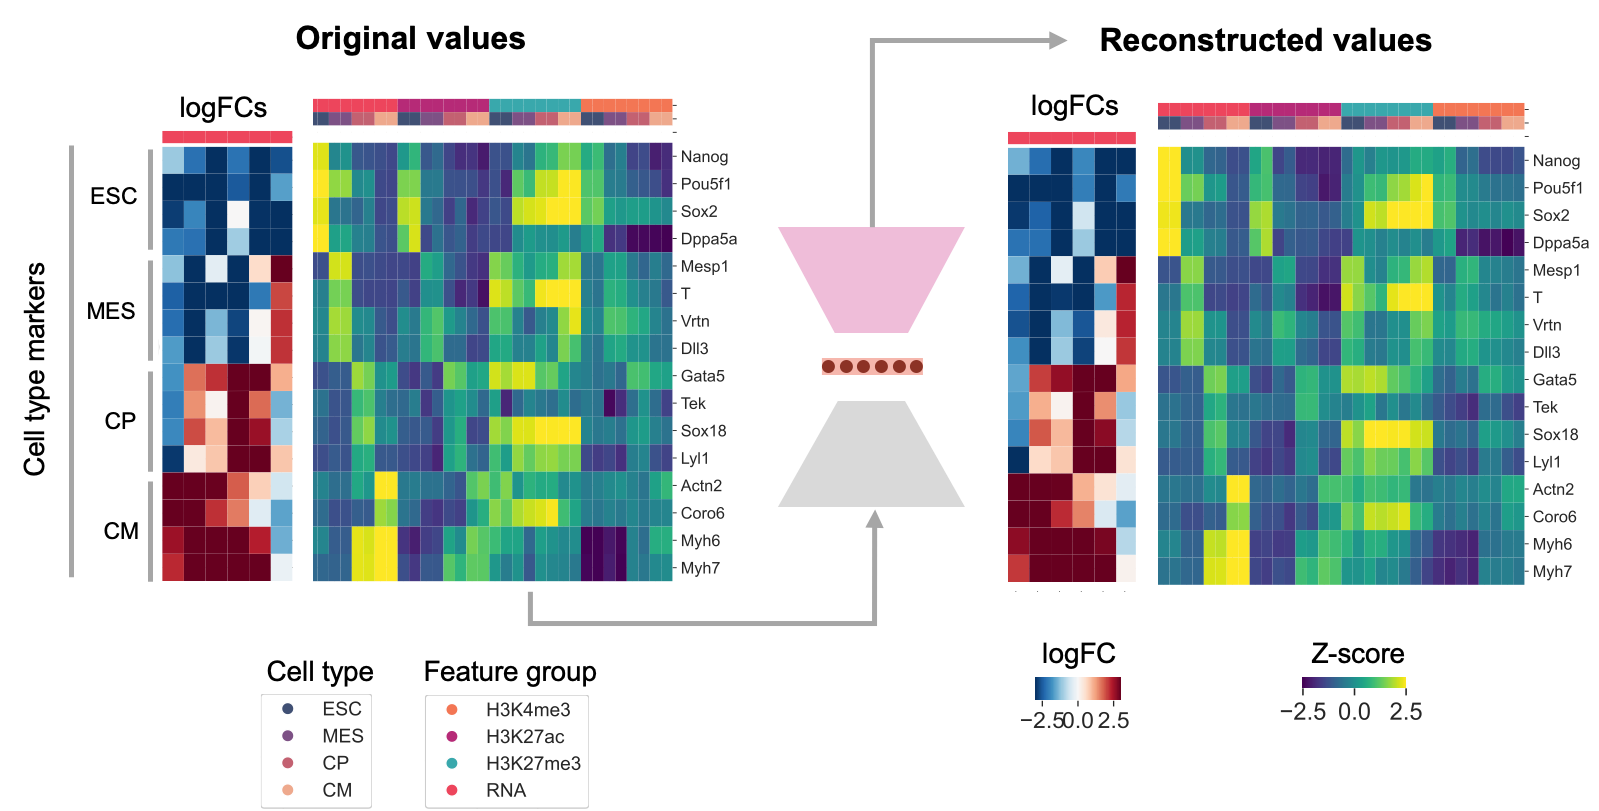 Original values
Reconstructed values
logFCs
logFCs
Cell type markers
ESC
MES
CP
CM
Nanog
Pou5f1
Sox2
Dppa5a
Mesp1
T
Vrtn
Dll3
Gata5
Tek
Sox18
Lyl1
Actn2
Coro6
Myh6
Myh7
Nanog
Pou5f1
Sox2
Dppa5a
Mesp1
T
Vrtn
Dll3
Gata5
Tek
Sox18
Lyl1
Actn2
Coro6
Myh6
Myh7
Cell type
ESC
MES
CP
CM
Feature group
H3K4me3
H3K27ac
H3K27me3
RNA
logFC
−2.5 0.0 2.5
Z-score
−2.5 0.0 2.5